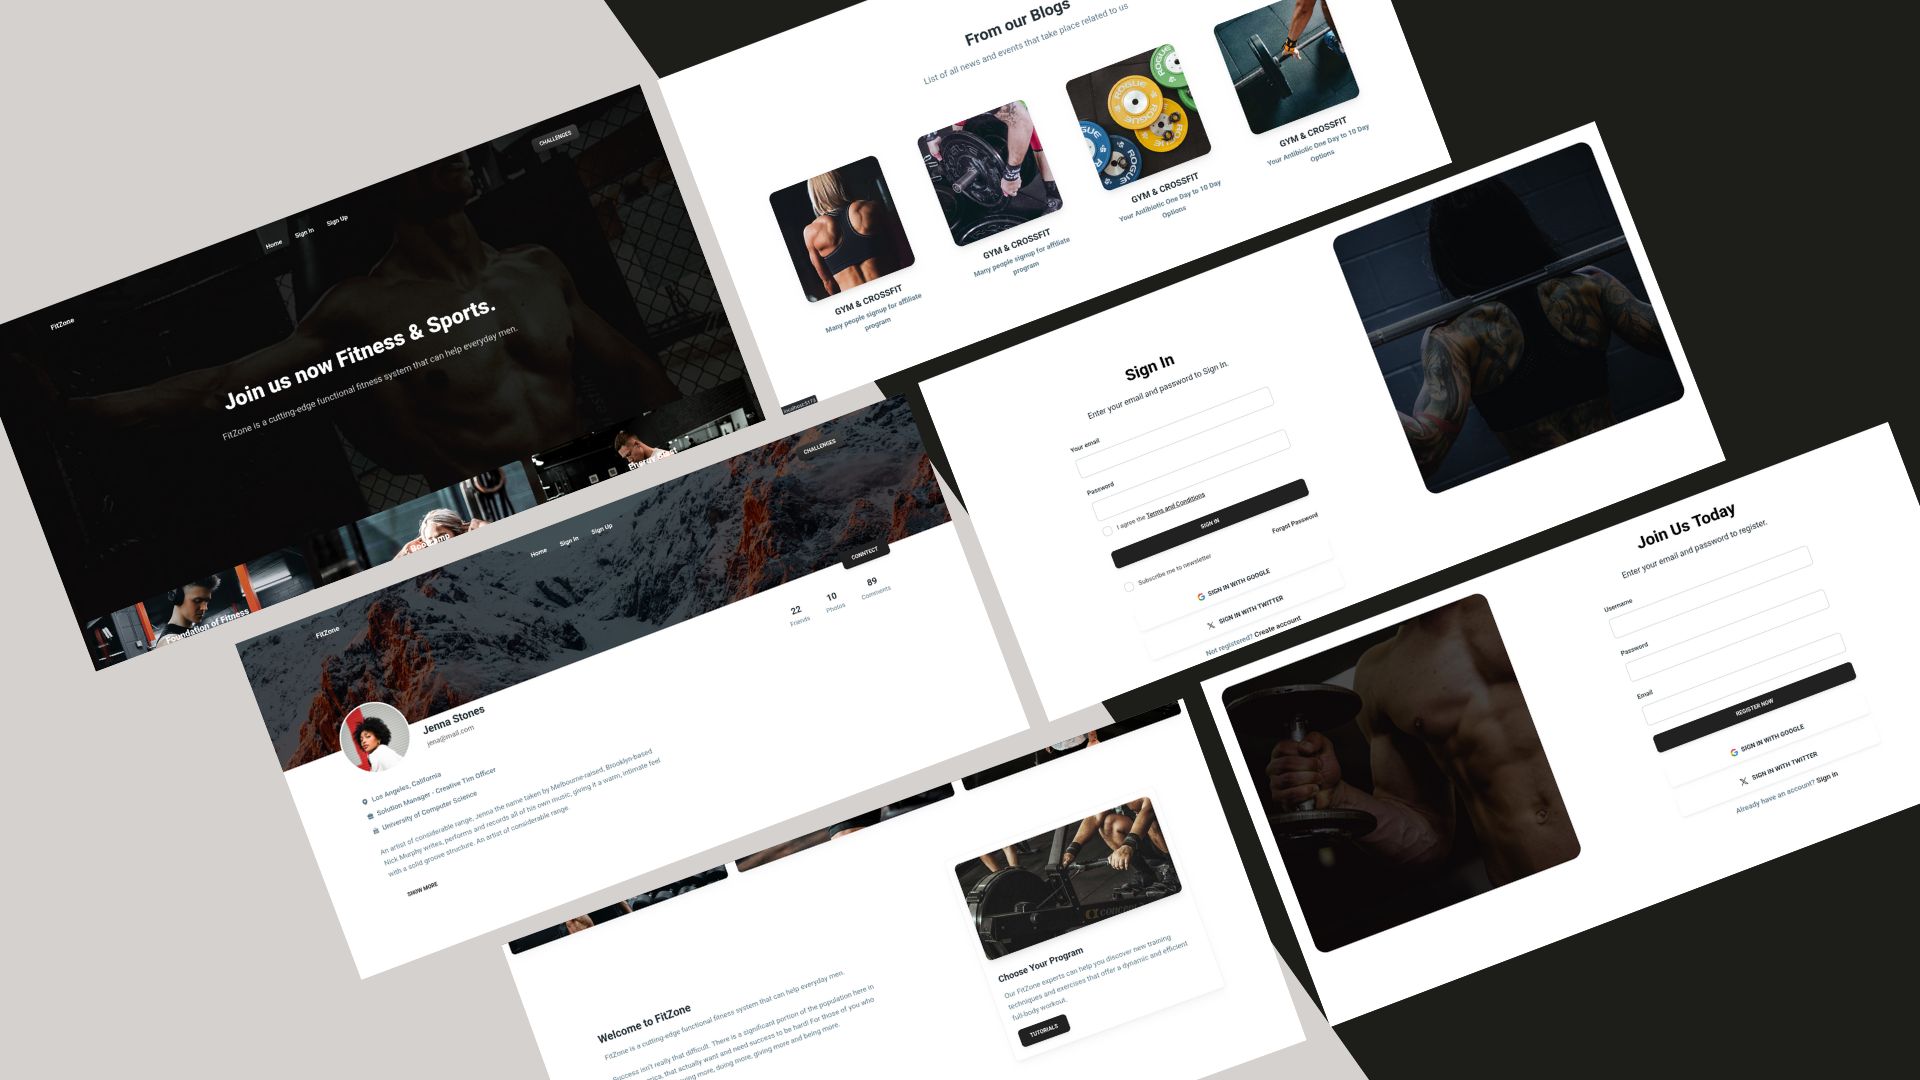 CHALLENGES
Home
Sign In
Sign Up
FitZone
Join us now Fitness & Sports.
FitZone is a cutting-edge functional fitness system that can help everyday men.
Foundation of Fitness
From our Blogs
List of all news and events that take place related to us
GYM & CROSSFIT
Many people signup for affiliate
program
GYM & CROSSFIT
Many people signup for affiliate
program
GYM & CROSSFIT
Your Antibiotic One Day to 10 Day
Options
GYM & CROSSFIT
Your Antibiotic One Day to 10 Day
Options
ROGUE
ROGUE
ROGUE
ROGUE
localhost:5173
CHALLENGES
Home
Sign In
Sign Up
FitZone
CONNTECT
22
Friends
10
Photos
89
Comments
Jenna Stones
jena@mail.com
Los Angeles, California
Solution Manager - Creative Tim Officer
University of Computer Science
An artist of considerable range, Jenna the name taken by Melbourne-raised, Brooklyn-based
Nick Murphy writes, performs and records all of his own music, giving it a warm, intimate feel
with a solid groove structure. An artist of considerable range.
SHOW MORE
Sign In
Enter your email and password to Sign In.
Your email
Password
I agree the Terms and Conditions
SIGN IN
Subscribe me to newsletter
Forgot Password
SIGN IN WITH GOOGLE
SIGN IN WITH TWITTER
Not registered? Create account
Join Us Today
Enter your email and password to register.
Username
Password
Email
REGISTER NOW
SIGN IN WITH GOOGLE
SIGN IN WITH TWITTER
Already have an account? Sign in
Welcome to FitZone
FitZone is a cutting-edge functional fitness system that can help everyday men.
Success isn't really that difficult. There is a significant portion of the population here in
that actually want and need success to be hard! For those of you who
more, doing more, giving more and being more.
Choose Your Program
Our FitZone experts can help you discover new training
techniques and exercises that offer a dynamic and efficient
full-body workout.
TUTORIALS